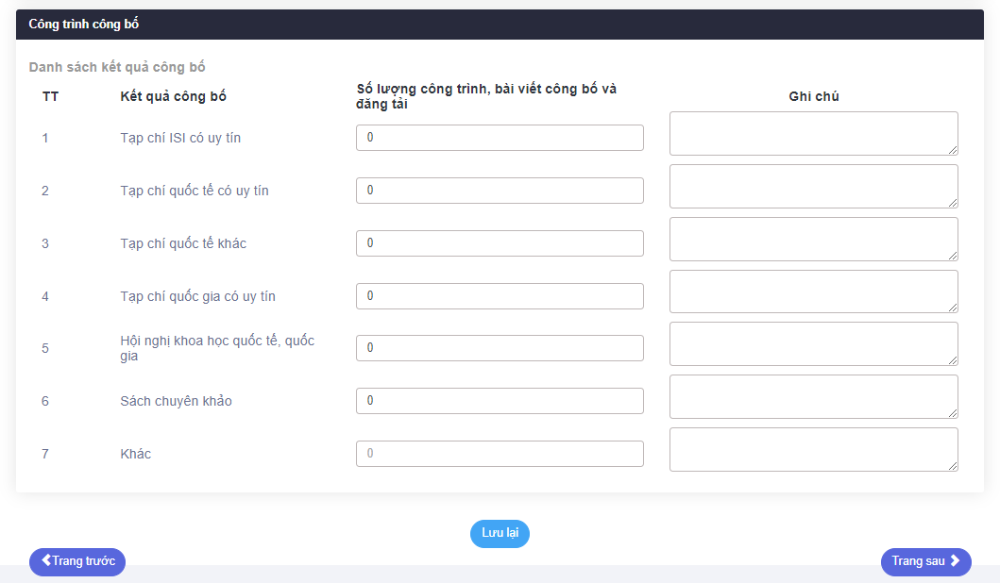 Công trình công bố
Danh sách kết quả công bố
TT Kết quả công bố Số lượng công trình, bài viết công bố và
đăng tải Ghi chú
1 Tạp chí ISI có uy tín 0
2 Tạp chí quốc tế có uy tín 0
3 Tạp chí quốc tế khác 0
4 Tạp chí quốc gia có uy tín 0
5 Hội nghị khoa học quốc tế, quốc
gia 0
6 Sách chuyên khảo 0
7 Khác 0
Lưu lại
Trang trước Trang sau